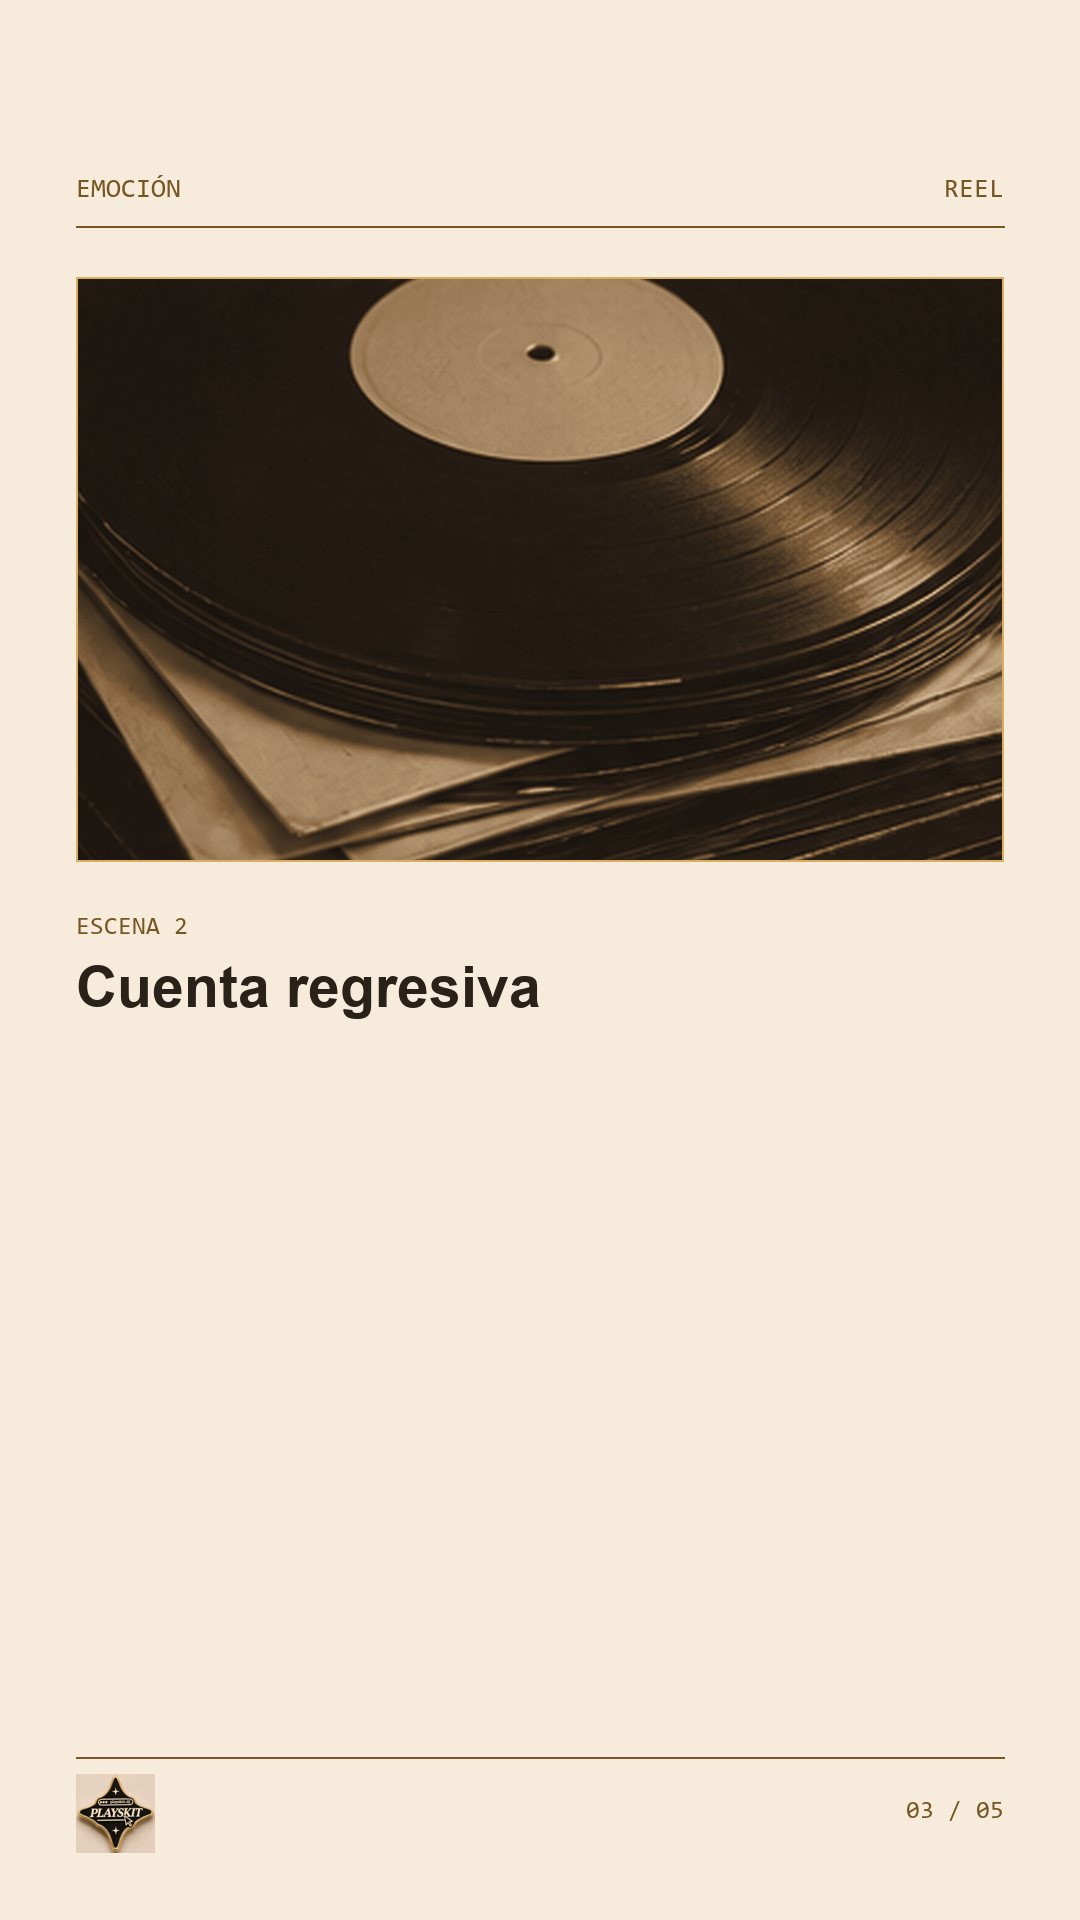 EMOCIÓN
REEL
ESCENA 2
Cuenta regresiva
PLAYSKIT
03 / 05